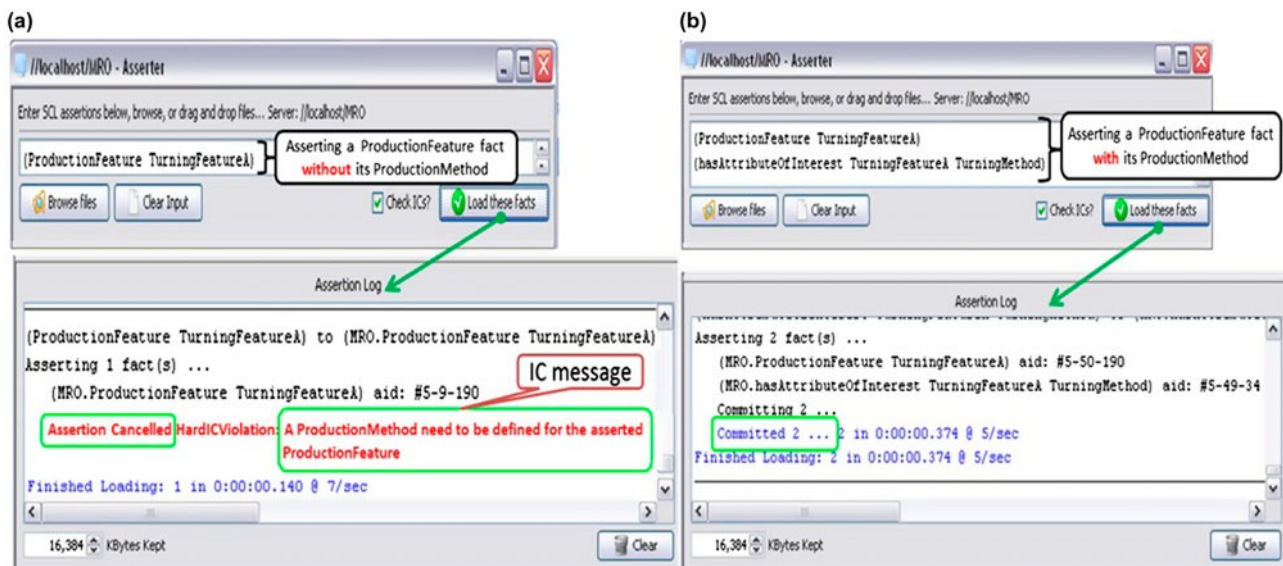 (a)
//localhost/MRO - Asserter
Enter SCL assertions below, browse, or drag and drop files... Server: //localhost/MRO
(ProductionFeature TurningFeatureA)
Asserting a ProductionFeature fact
without its ProductionMethod
Browse files
Clear Input
Check ICs?
Load these facts
Assertion Log
(ProductionFeature TurningFeatureA) to (MRO.ProductionFeature TurningFeatureA)
Asserting 1 fact(s) ...
(MRO.ProductionFeature TurningFeatureA) aid: #5-9-190
IC message
Assertion Cancelled HardICViolation: A ProductionMethod need to be defined for the asserted
ProductionFeature
Finished Loading: 1 in 0:00:00.140 @ 7/sec
16,384 KBytes Kept
Clear
(b)
//localhost/MRO - Asserter
Enter SCL assertions below, browse, or drag and drop files... Server: //localhost/MRO
(ProductionFeature TurningFeatureA)
(hasAttributeOfInterest TurningFeatureA TurningMethod)
Asserting a ProductionFeature fact
with its ProductionMethod
Browse files
Clear Input
Check ICs?
Load these facts
Assertion Log
Asserting 2 fact(s) ...
(MRO.ProductionFeature TurningFeatureA) aid: #5-50-190
(MRO.hasAttributeOfInterest TurningFeatureA TurningMethod) aid: #5-49-34
Committing 2 ...
Committed 2 ... 2 in 0:00:00.374 @ 5/sec
Finished Loading: 2 in 0:00:00.374 @ 5/sec
16,384 KBytes Kept
Clear